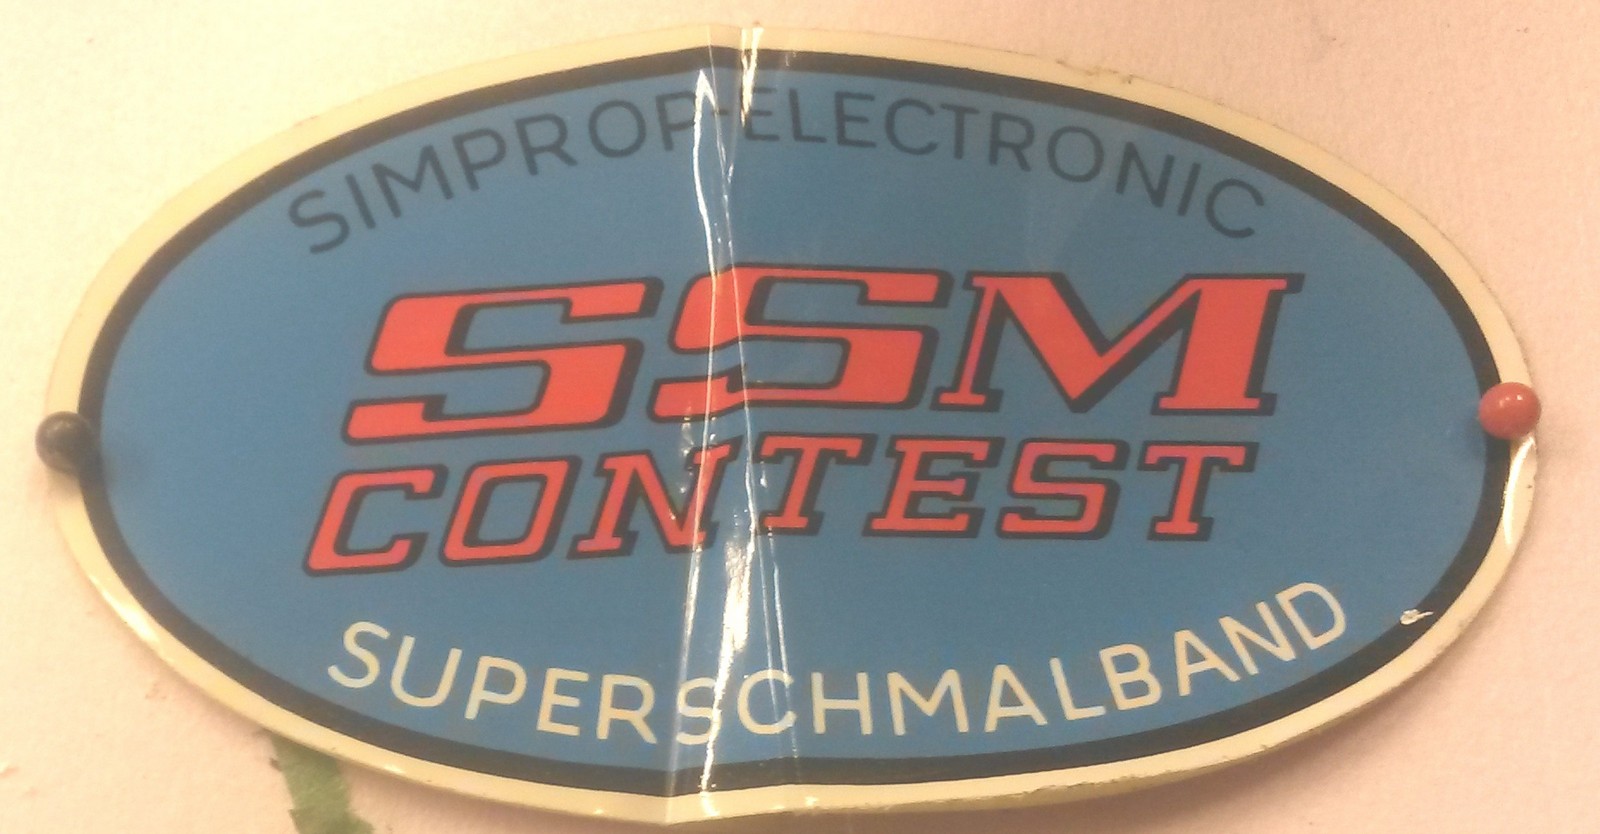 SIMPROP-ELECTRONIC
SSM
CONTEST
SUPERSCHMALBAND